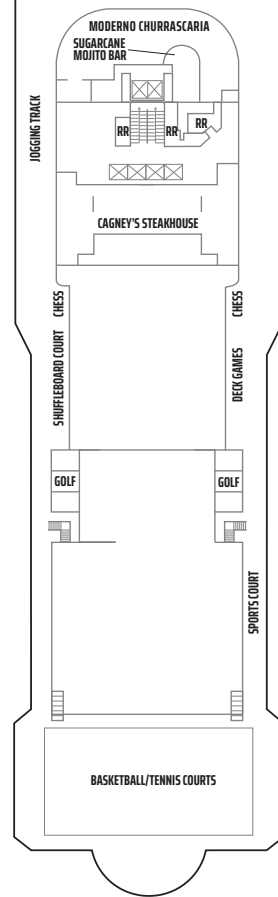 MODERNO CHURRASCARIA
SUGARCANE
MOJITO BAR
JOGGING TRACK
RR
RR
RR
CAGNEY'S STEAKHOUSE
CHESS
CHESS
SHUFFLEBOARD COURT
DECK GAMES
GOLF
GOLF
SPORTS COURT
BASKETBALL/TENNIS COURTS